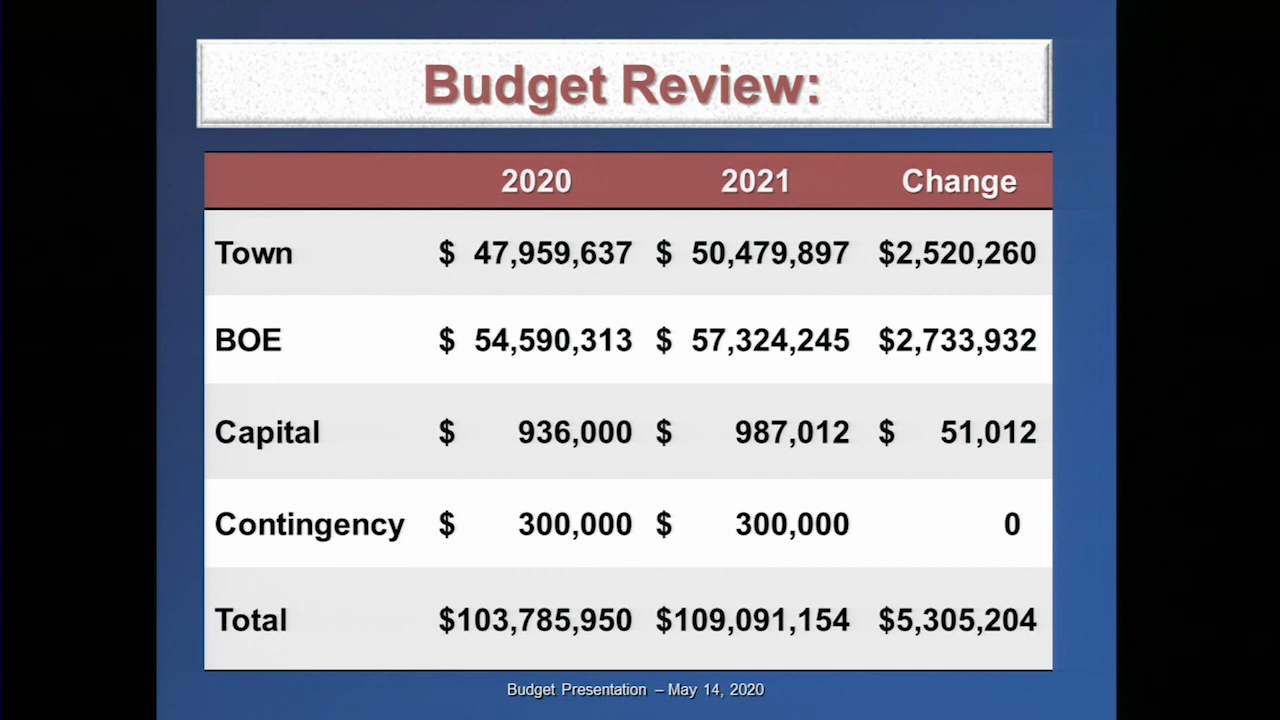 Budget Review:
2020 2021 Change
Town $ 47,959,637 $ 50,479,897 $2,520,260
BOE $ 54,590,313 $ 57,324,245 $2,733,932
Capital $ 936,000 $ 987,012 $ 51,012
Contingency $ 300,000 $ 300,000 0
Total $103,785,950 $109,091,154 $5,305,204
Budget Presentation – May 14, 2020